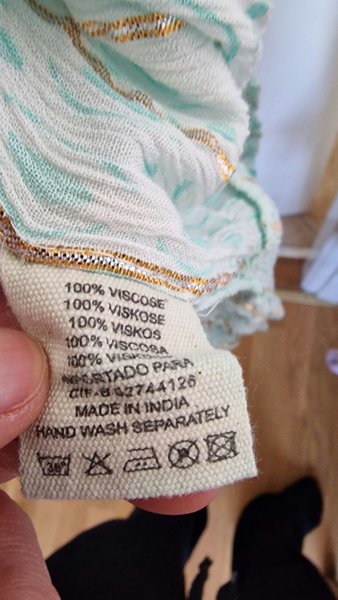 100% VISCOSE
100% VISKOSE
100% VISKOS
100% VISCOSA
100% 
IMPORTADO PARA
CIF-B 62744126
MADE IN INDIA
HAND WASH SEPARATELY
30°